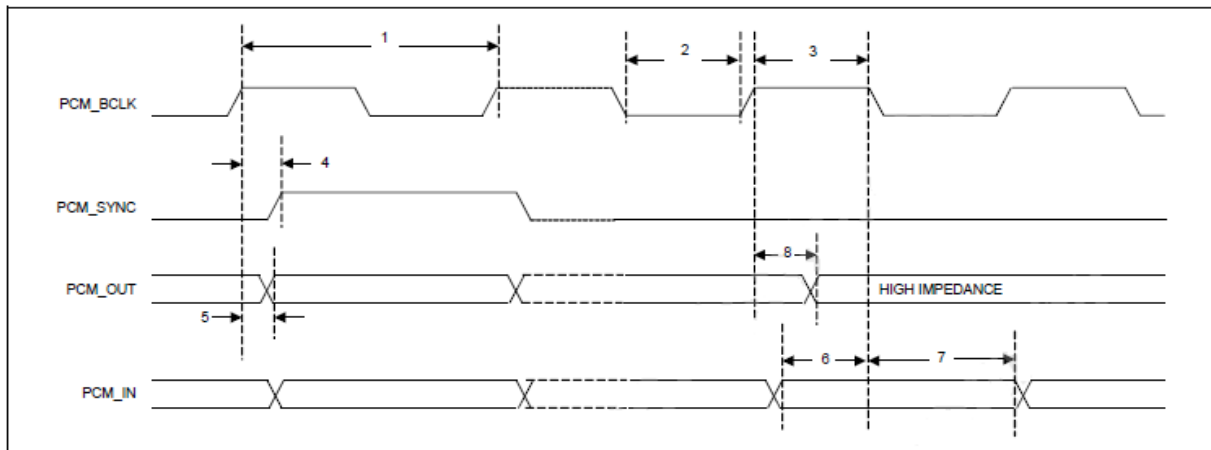 1
2
3
PCM_BCLK
4
PCM_SYNC
8
PCM_OUT
HIGH IMPEDANCE
5
6
7
PCM_IN